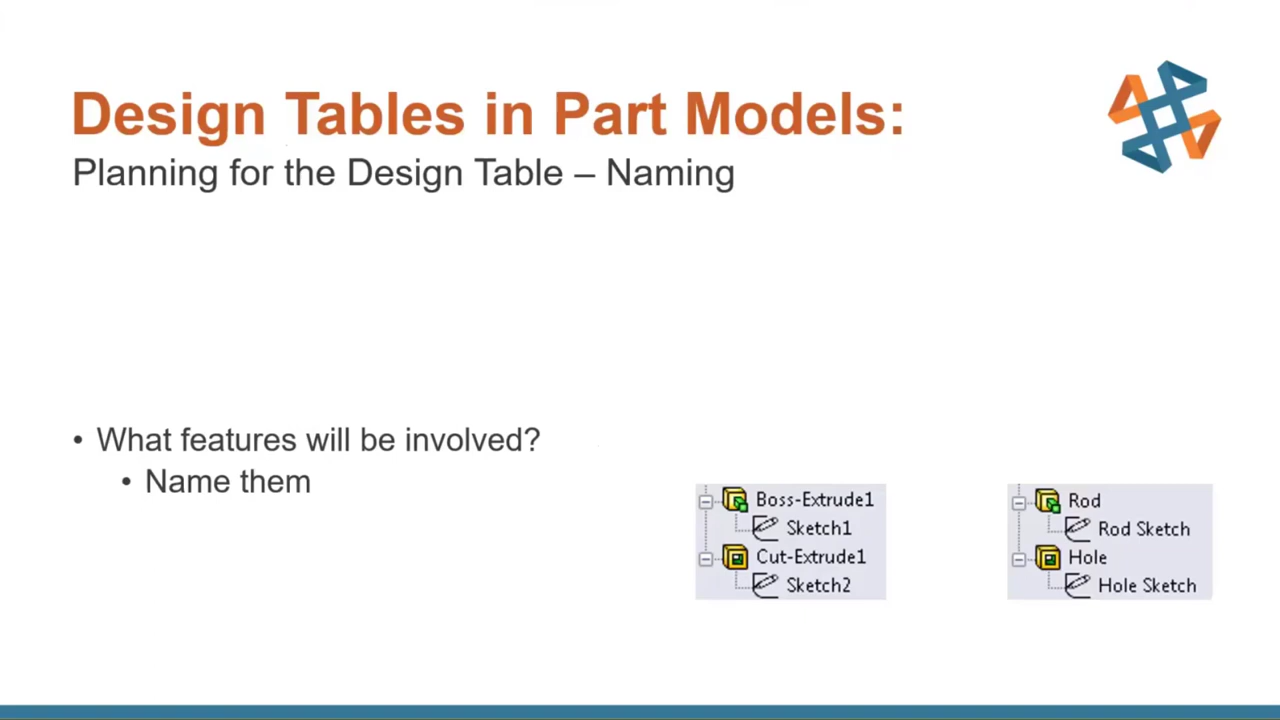 Design Tables in Part Models:
Planning for the Design Table – Naming
• What features will be involved?
• Name them
Boss-Extrude1
Sketch1
Cut-Extrude1
Sketch2
Rod
Rod Sketch
Hole
Hole Sketch